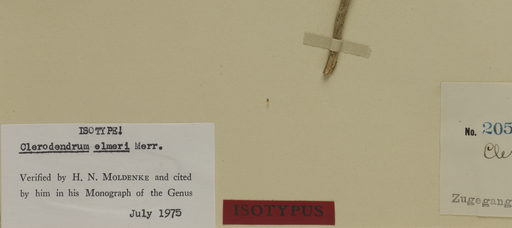 ISOTYPE!
Clerodendrum elmeri Merr.
Verified by H. N. MOLDENKE and cited
by him in his Monograph of the Genus
July 1975
ISOTYPUS
No. 205
Cle
Zugegang